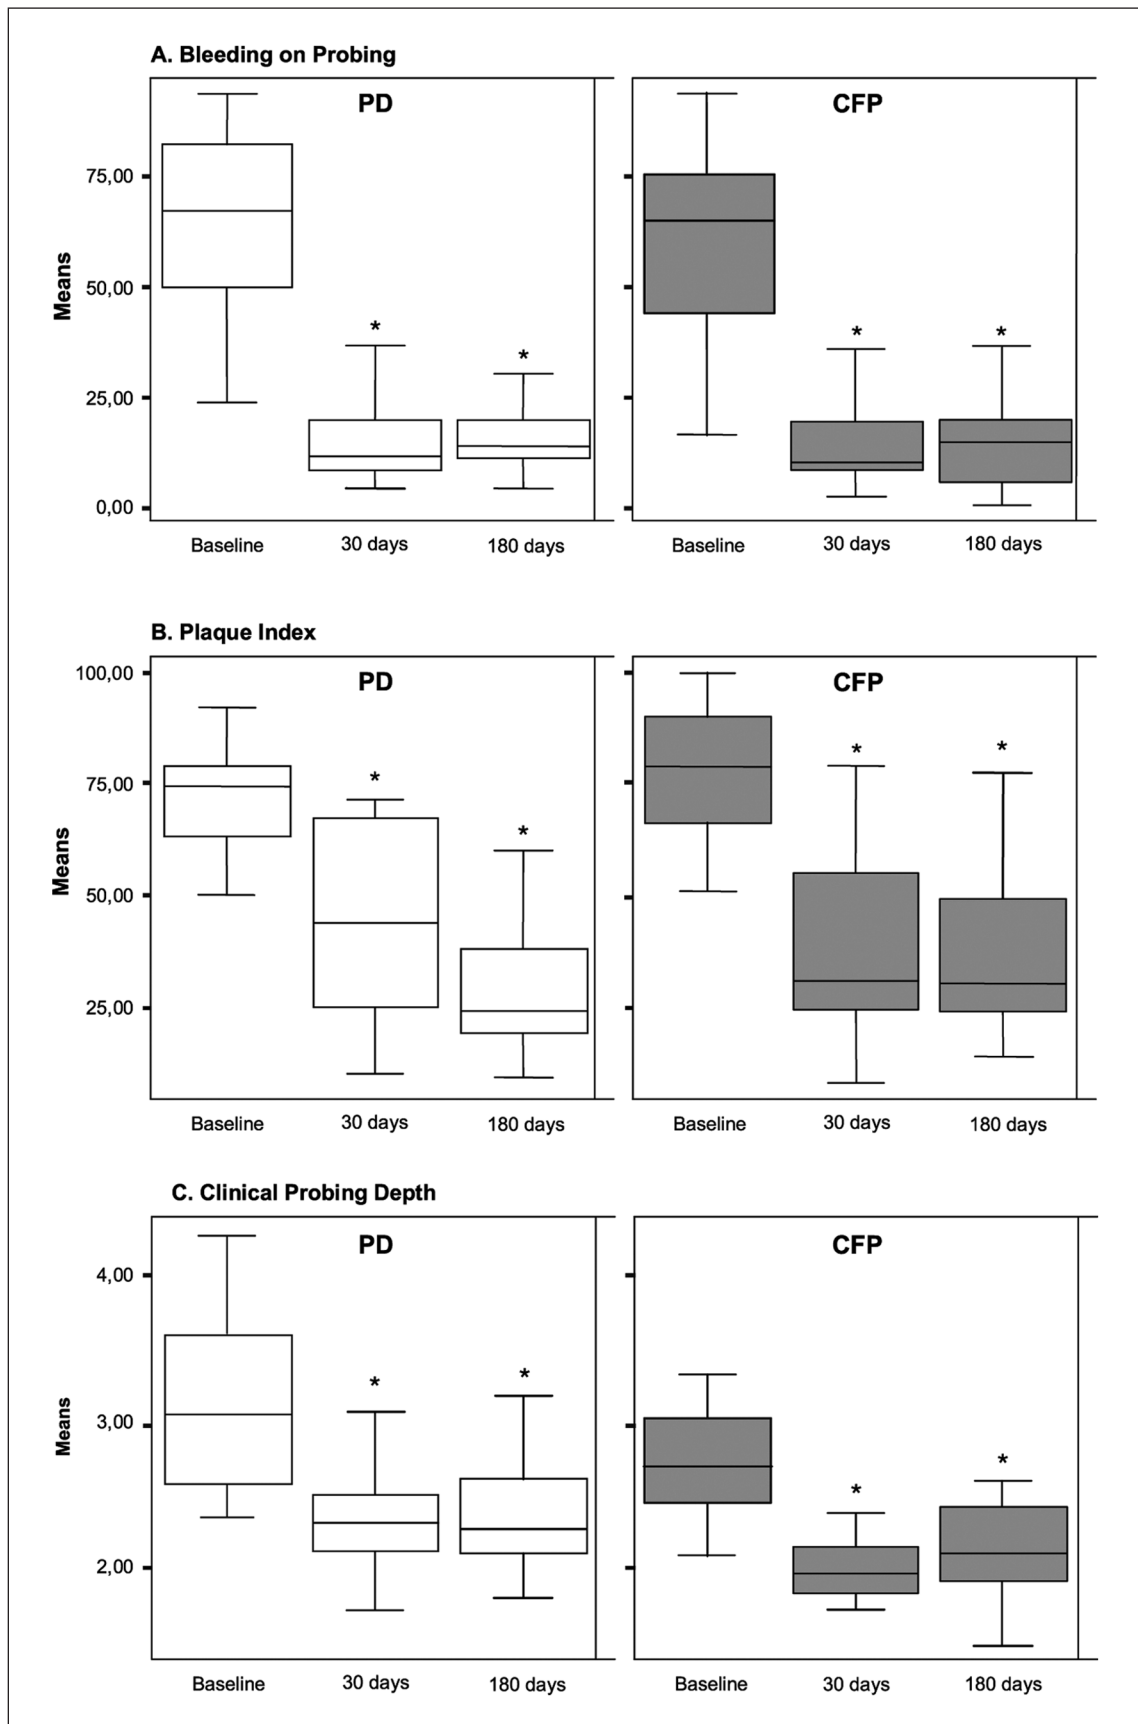 A. Bleeding on Probing
PD
CFP
75,00
50,00
25,00
0,00
Means
*
*
*
*
Baseline
30 days
180 days
Baseline
30 days
180 days
B. Plaque Index
PD
CFP
100,00
75,00
50,00
25,00
Means
*
*
*
*
Baseline
30 days
180 days
Baseline
30 days
180 days
C. Clinical Probing Depth
PD
CFP
4,00
3,00
2,00
Means
*
*
*
*
Baseline
30 days
180 days
Baseline
30 days
180 days